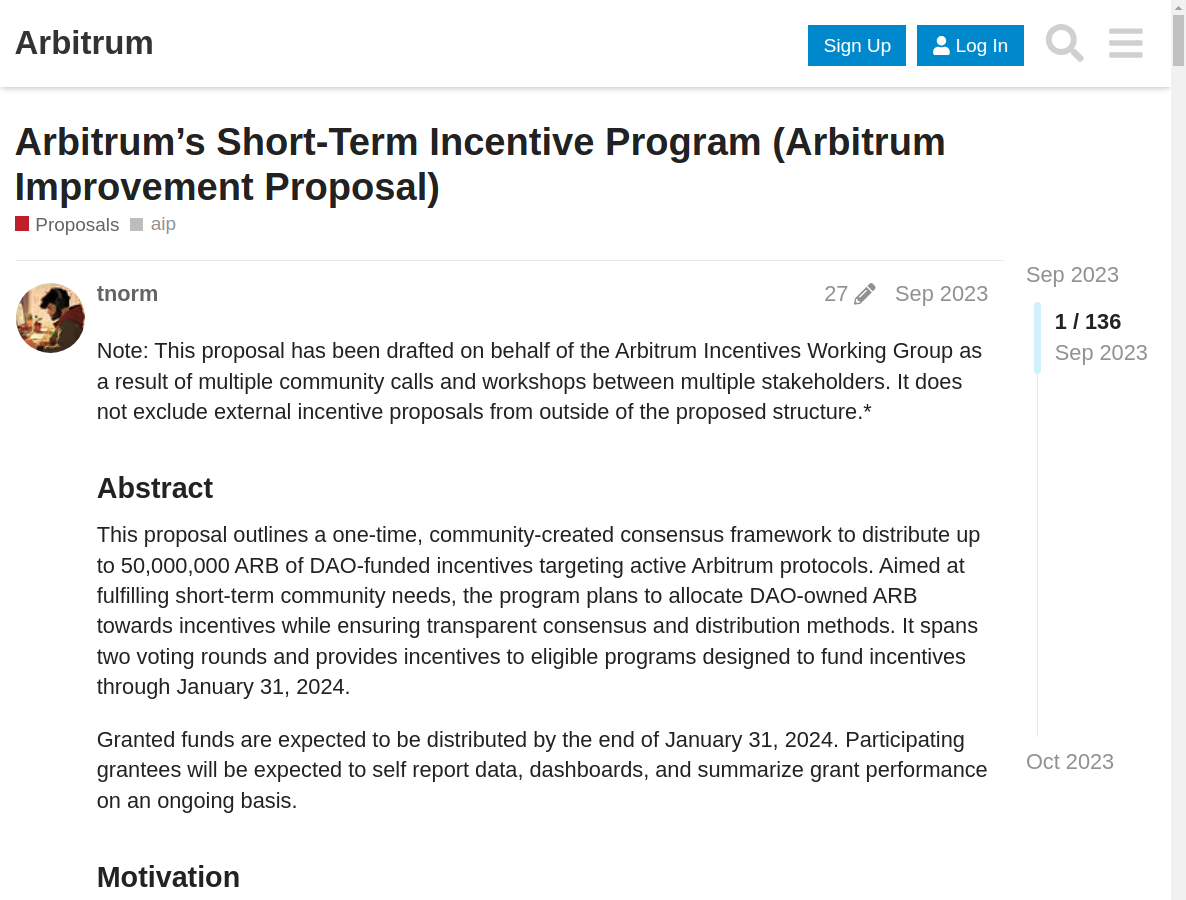 Arbitrum
Sign Up
Log In
Arbitrum’s Short-Term Incentive Program (Arbitrum
Improvement Proposal)
Proposals
aip
tnorm
27
Sep 2023
Note: This proposal has been drafted on behalf of the Arbitrum Incentives Working Group as
a result of multiple community calls and workshops between multiple stakeholders. It does
not exclude external incentive proposals from outside of the proposed structure.*
Abstract
This proposal outlines a one-time, community-created consensus framework to distribute up
to 50,000,000 ARB of DAO-funded incentives targeting active Arbitrum protocols. Aimed at
fulfilling short-term community needs, the program plans to allocate DAO-owned ARB
towards incentives while ensuring transparent consensus and distribution methods. It spans
two voting rounds and provides incentives to eligible programs designed to fund incentives
through January 31, 2024.
Granted funds are expected to be distributed by the end of January 31, 2024. Participating
grantees will be expected to self report data, dashboards, and summarize grant performance
on an ongoing basis.
Motivation
Sep 2023
1 / 136
Sep 2023
Oct 2023